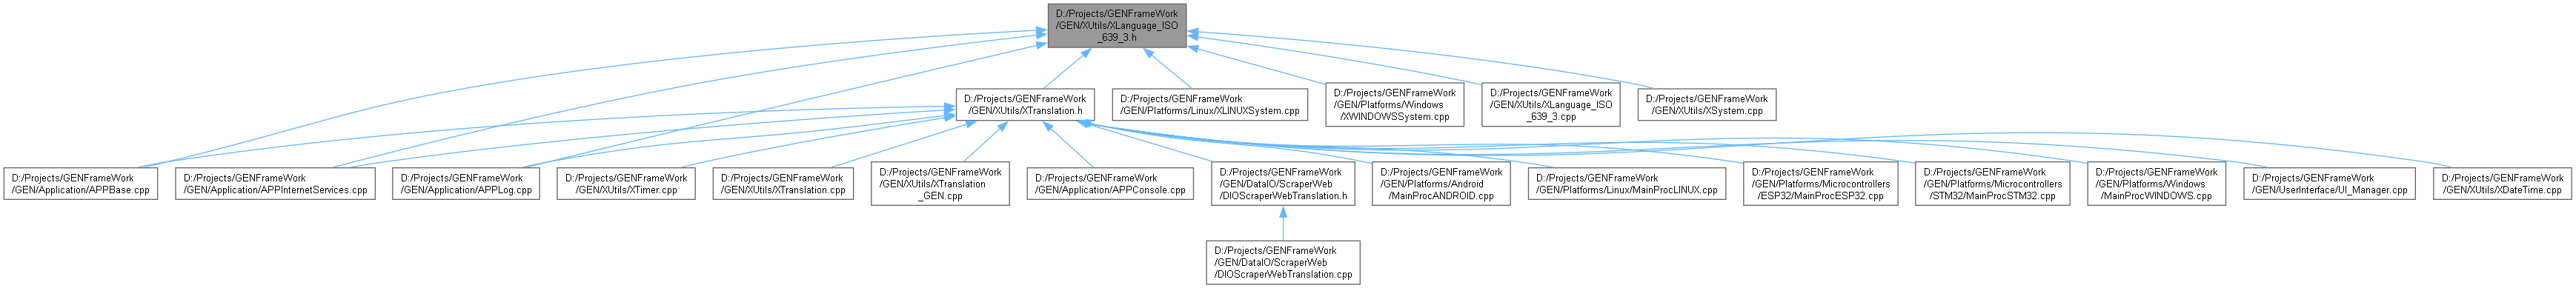 D:/Projects/GENFrameWork
/GEN/XUtils/XLanguage_ISO
_639_3.h
D:/Projects/GENFrameWork
/GEN/XUtils/XTranslation.h
D:/Projects/GENFrameWork
/GEN/Platforms/Linux/XLINUXSystem.cpp
D:/Projects/GENFrameWork
/GEN/Platforms/Windows
/XWINDOWSSystem.cpp
D:/Projects/GENFrameWork
/GEN/XUtils/XLanguage_ISO
_639_3.cpp
D:/Projects/GENFrameWork
/GEN/XUtils/XSystem.cpp
D:/Projects/GENFrameWork
/GEN/Application/APPBase.cpp
D:/Projects/GENFrameWork
/GEN/Application/APPInternetServices.cpp
D:/Projects/GENFrameWork
/GEN/Application/APPLog.cpp
D:/Projects/GENFrameWork
/GEN/XUtils/XTimer.cpp
D:/Projects/GENFrameWork
/GEN/XUtils/XTranslation.cpp
D:/Projects/GENFrameWork
/GEN/XUtils/XTranslation
_GEN.cpp
D:/Projects/GENFrameWork
/GEN/Application/APPConsole.cpp
D:/Projects/GENFrameWork
/GEN/DataIO/ScraperWeb
/DIOScraperWebTranslation.h
D:/Projects/GENFrameWork
/GEN/Platforms/Android
/MainProcANDROID.cpp
D:/Projects/GENFrameWork
/GEN/Platforms/Linux/MainProcLINUX.cpp
D:/Projects/GENFrameWork
/GEN/Platforms/Microcontrollers
/ESP32/MainProcESP32.cpp
D:/Projects/GENFrameWork
/GEN/Platforms/Microcontrollers
/STM32/MainProcSTM32.cpp
D:/Projects/GENFrameWork
/GEN/Platforms/Windows
/MainProcWINDOWS.cpp
D:/Projects/GENFrameWork
/GEN/UserInterface/UI_Manager.cpp
D:/Projects/GENFrameWork
/GEN/XUtils/XDateTime.cpp
D:/Projects/GENFrameWork
/GEN/DataIO/ScraperWeb
/DIOScraperWebTranslation.cpp